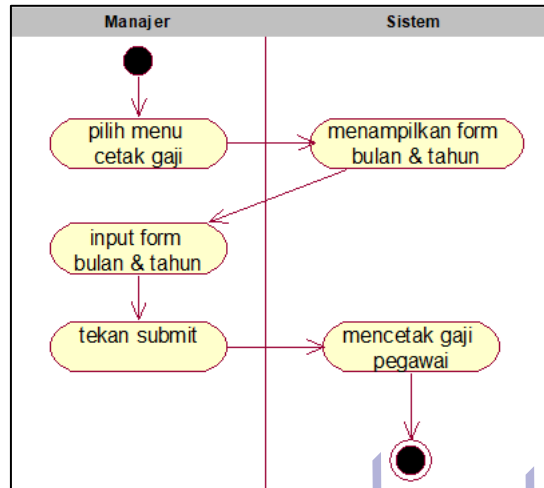 Manajer
Sistem
pilih menu
cetak gaji
menampilkan form
bulan & tahun
input form
bulan & tahun
tekan submit
mencetak gaji
pegawai